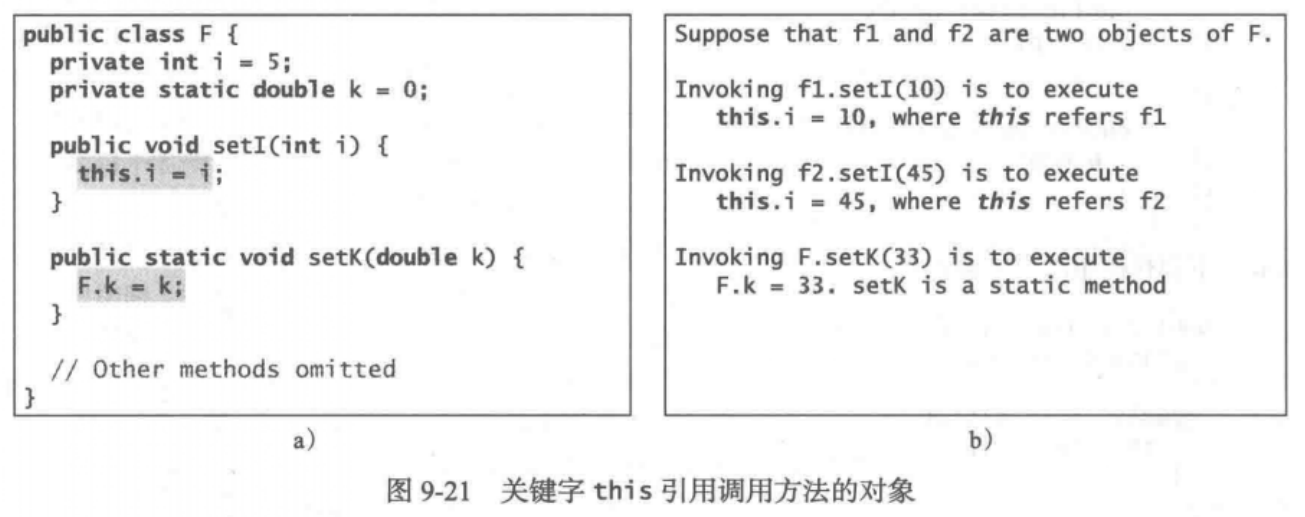 public class F {
  private int i = 5;
  private static double k = 0;

  public void setI(int i) {
    this.i = i;
  }

  public static void setK(double k) {
    F.k = k;
  }

  // Other methods omitted
}
a）
Suppose that f1 and f2 are two objects of F.

Invoking f1.setI(10) is to execute
   this.i = 10, where this refers f1

Invoking f2.setI(45) is to execute
   this.i = 45, where this refers f2

Invoking F.setK(33) is to execute
   F.k = 33. setK is a static method
b）
图 9-21 关键字 this 引用调用方法的对象